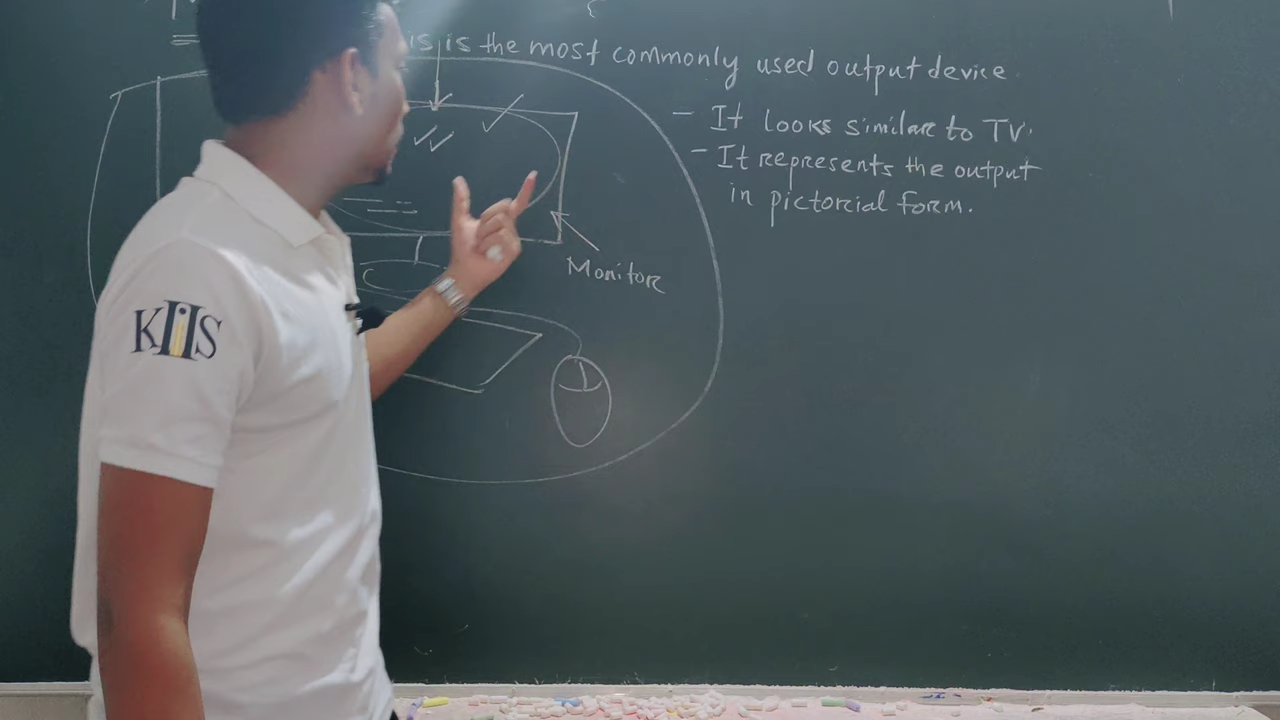 is is the most commonly used output device
- It looks similar to TV.
- It represents the output
in pictorial form.
Monitor
KIIS